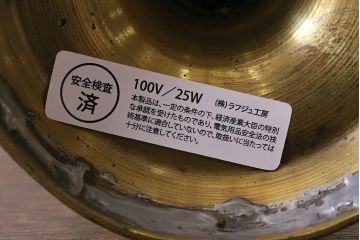 安全検査
済
100V／25W
(株)ラフジュ工房
本製品は、一定の条件の下、経済産業大臣の特別
な承認を受けたものであり、電気用品安全法の技
術基準に適合していないので、取扱いに当たっては
十分に注意してください。